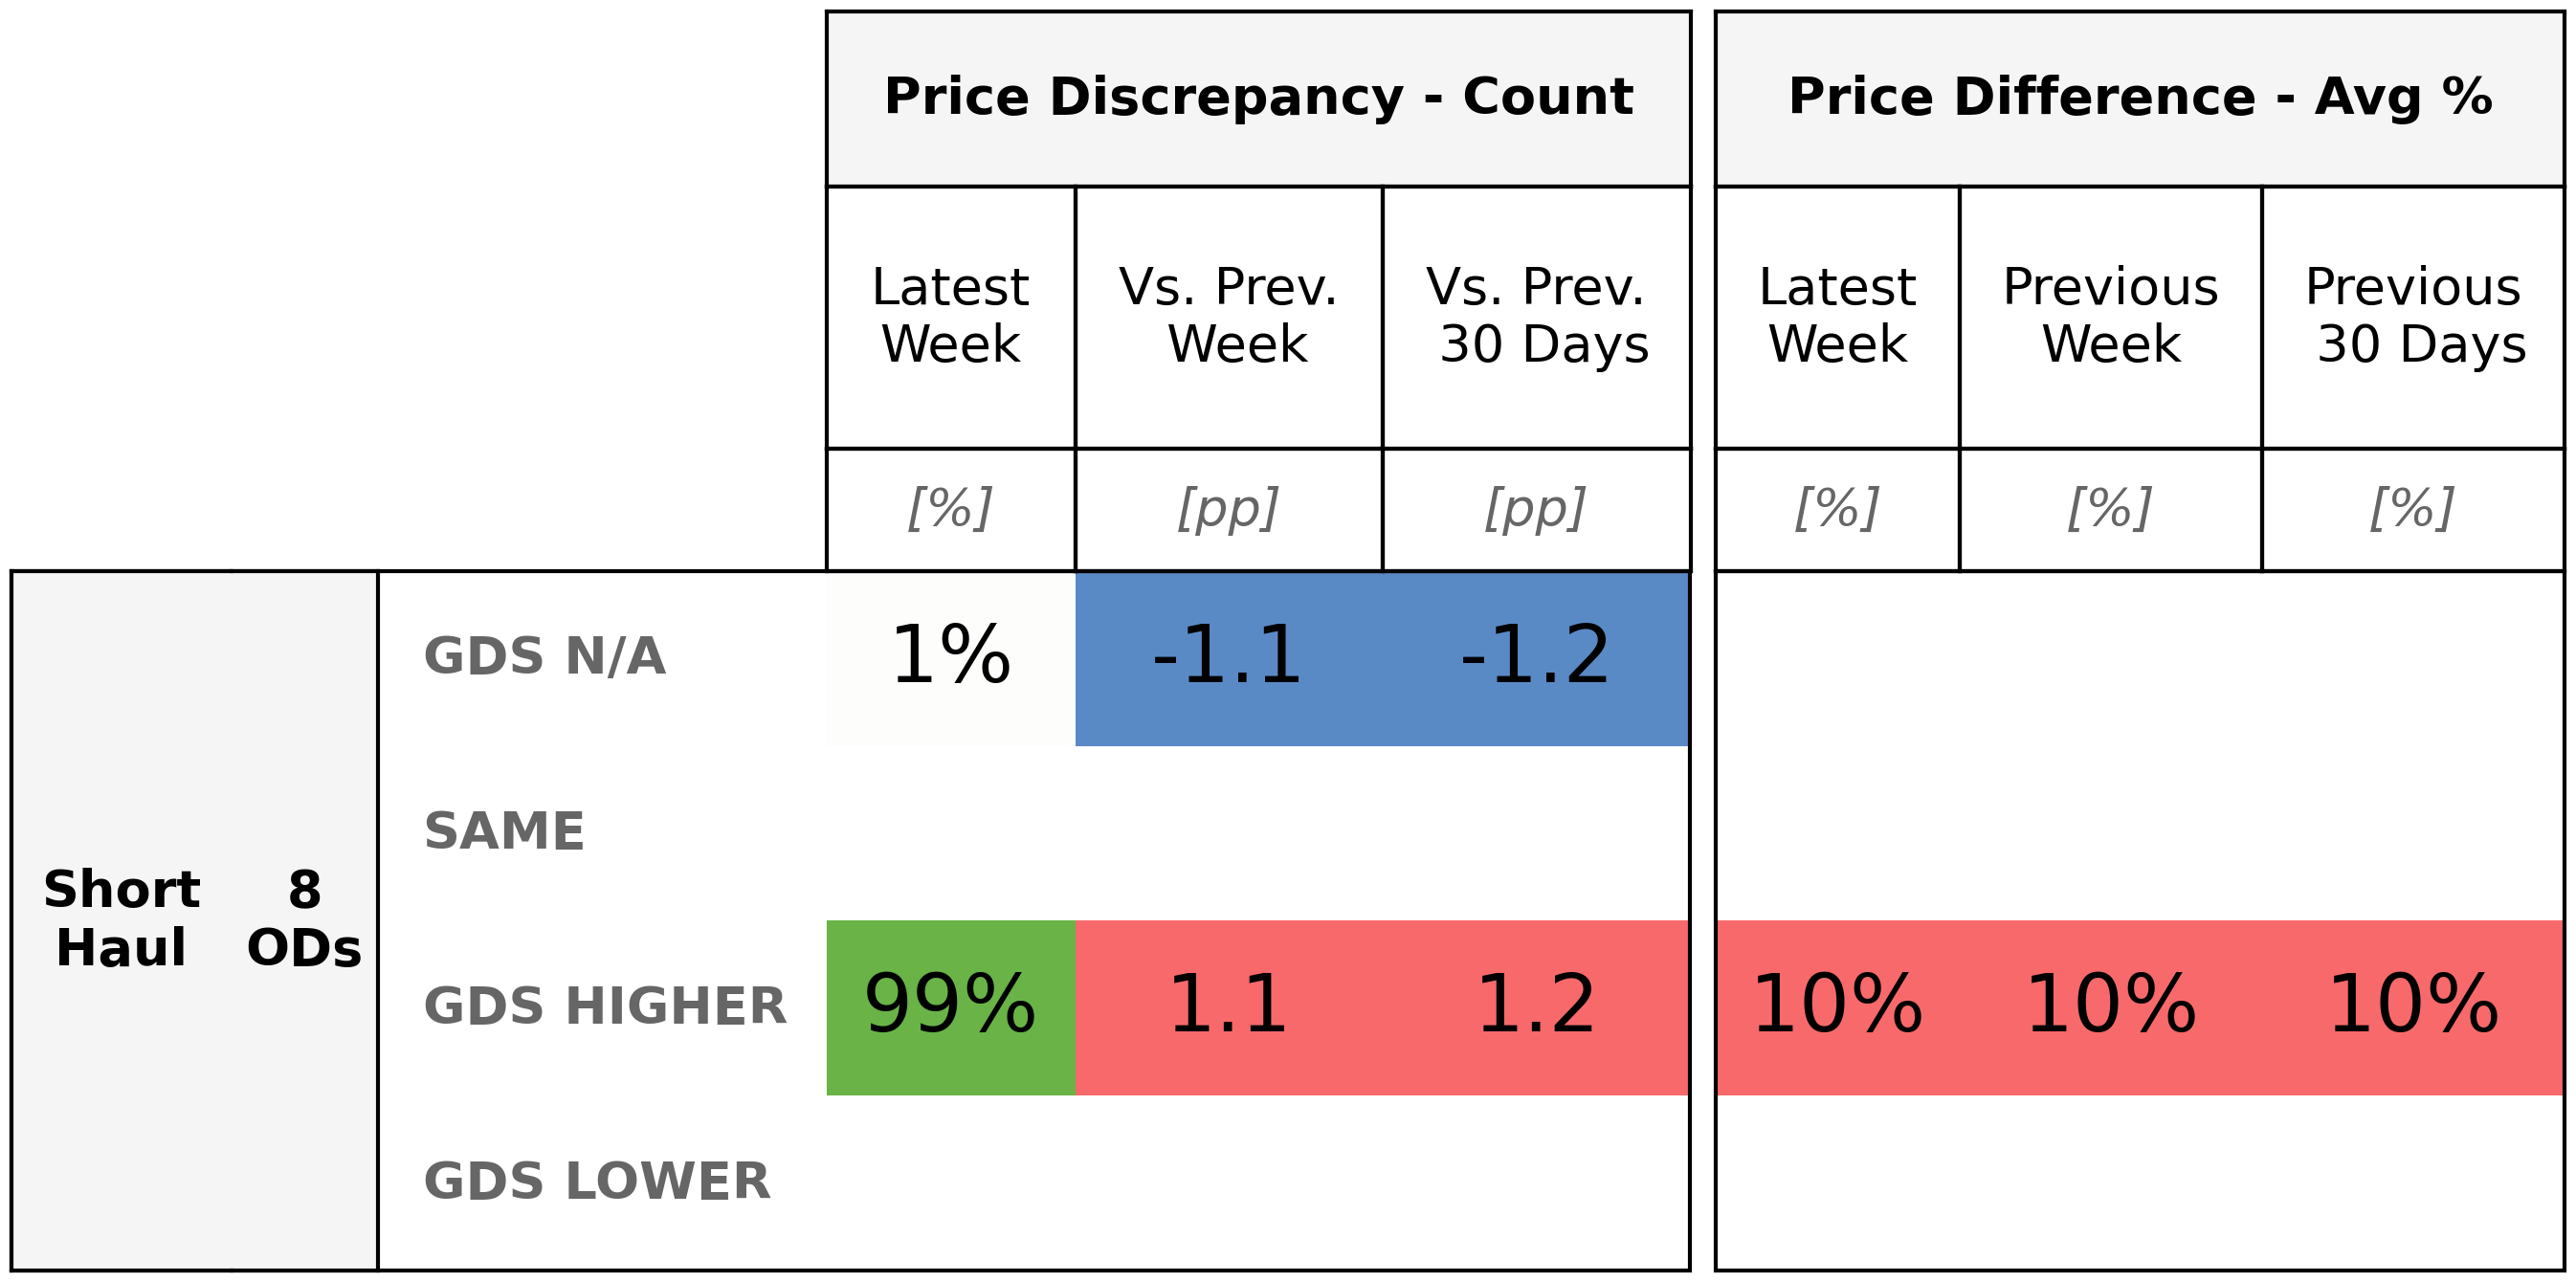 Price Discrepancy - Count Price Difference - Avg %
Latest Week Vs. Prev. Week Vs. Prev. 30 Days Latest Week Previous Week Previous 30 Days
[%] [pp] [pp] [%] [%] [%]
Short Haul 8 ODs
GDS N/A 1% -1.1 -1.2
SAME
GDS HIGHER 99% 1.1 1.2 10% 10% 10%
GDS LOWER